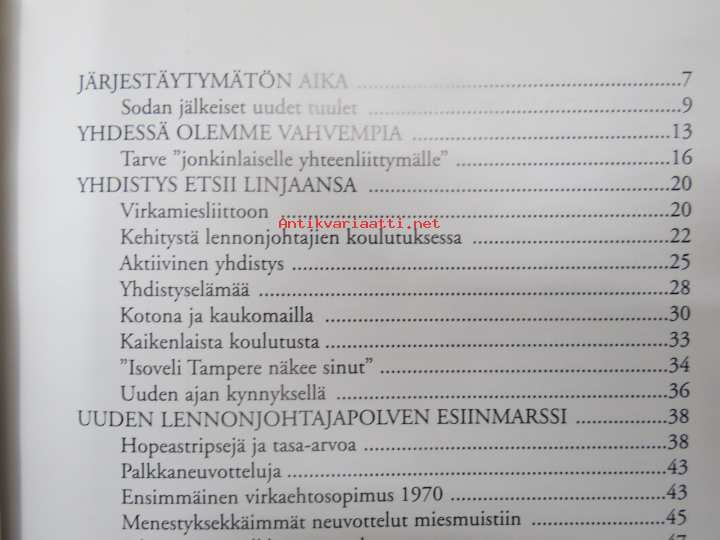 JÄRJESTÄYTYMÄTÖN AIKA ........ 7
Sodan jälkeiset uudet tuulet ........ 9
YHDESSÄ OLEMME VAHVEMPIA ........ 13
Tarve ”jonkinlaiselle yhteenliittymälle” ........ 16
YHDISTYS ETSII LINJAANSA ........ 20
Virkamiesliittoon ........ 20
Antikvariaatti.net
Kehitystä lennonjohtajien koulutuksessa ........ 22
Aktiivinen yhdistys ........ 25
Yhdistyselämää ........ 28
Kotona ja kaukomailla ........ 30
Kaikenlaista koulutusta ........ 33
”Isoveli Tampere näkee sinut” ........ 34
Uuden ajan kynnyksellä ........ 36
UUDEN LENNONJOHTAJAPOLVEN ESIINMARSSI ........ 38
Hopeastripsejä ja tasa-arvoa ........ 38
Palkkaneuvotteluja ........ 43
Ensimmäinen virkaehtosopimus 1970 ........ 43
Menestyksekkäimmät neuvottelut miesmuistiin ........ 45
47